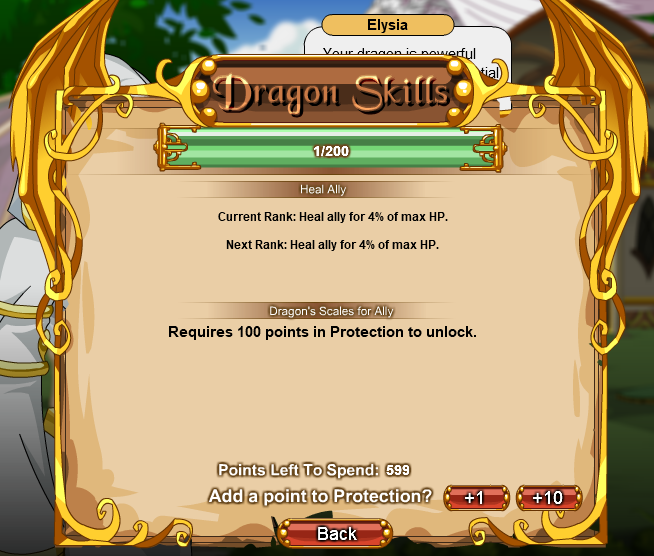 Elysia
Your dragon is powerful
tial
Dragon Skills
1/200
Heal Ally
Current Rank: Heal ally for 4% of max HP.
Next Rank: Heal ally for 4% of max HP.
Dragon's Scales for Ally
Requires 100 points in Protection to unlock.
Points Left To Spend: 599
Add a point to Protection?
+1
+10
Back